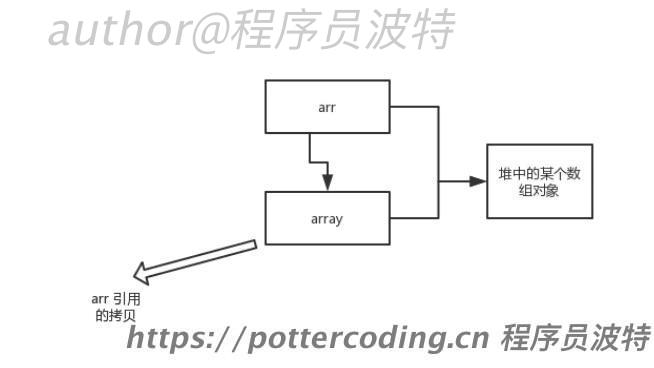 author@程序员波特
arr
堆中的某个数
组对象
array
arr 引用
的拷贝
https://pottercoding.cn 程序员波特